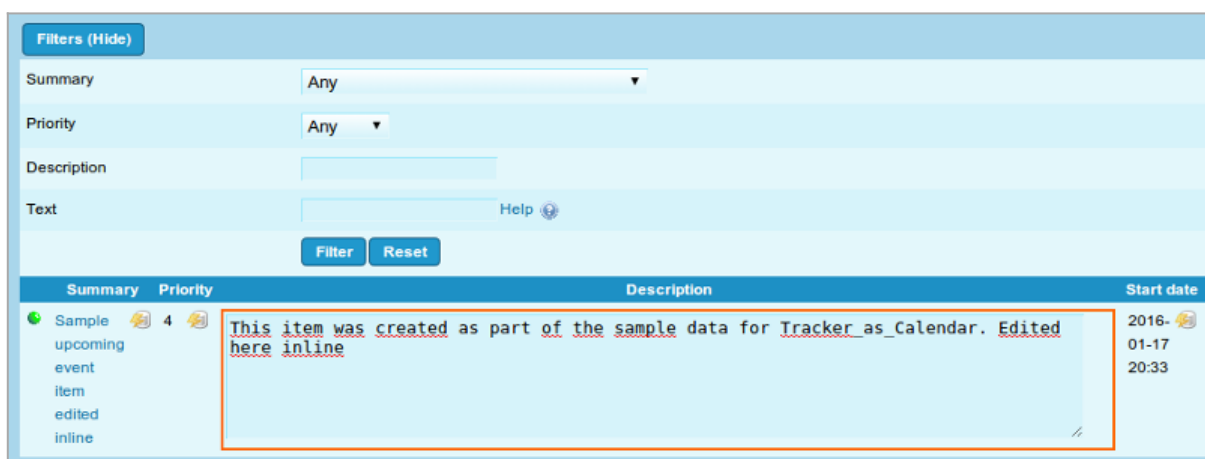 Filters (Hide)
Summary Any
Priority Any
Description
Text Help
Filter Reset
Summary Priority Description Start date
Sample 4 This item was created as part of the sample data for Tracker_as_Calendar. Edited 2016-
upcoming here inline 01-17
event 20:33
item
edited
inline